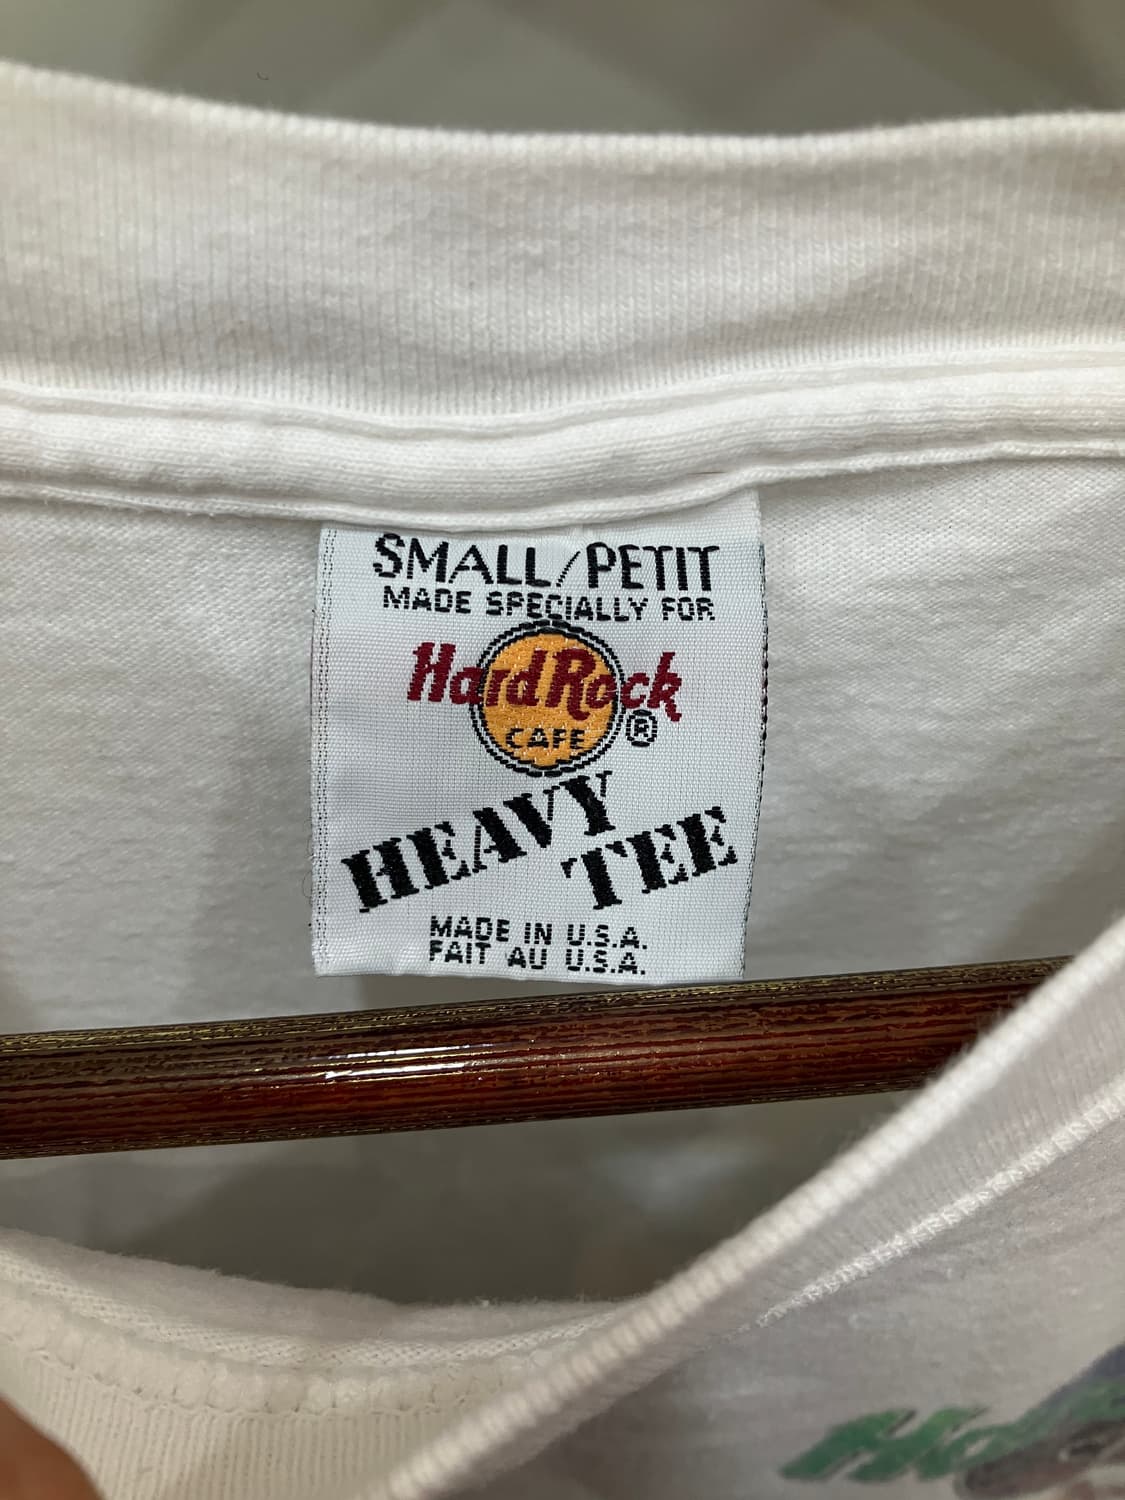 SMALL/PETIT
MADE SPECIALLY FOR
Hard Rock
CAFE
®
HEAVY
TEE
MADE IN U.S.A.
FAIT AU U.S.A.